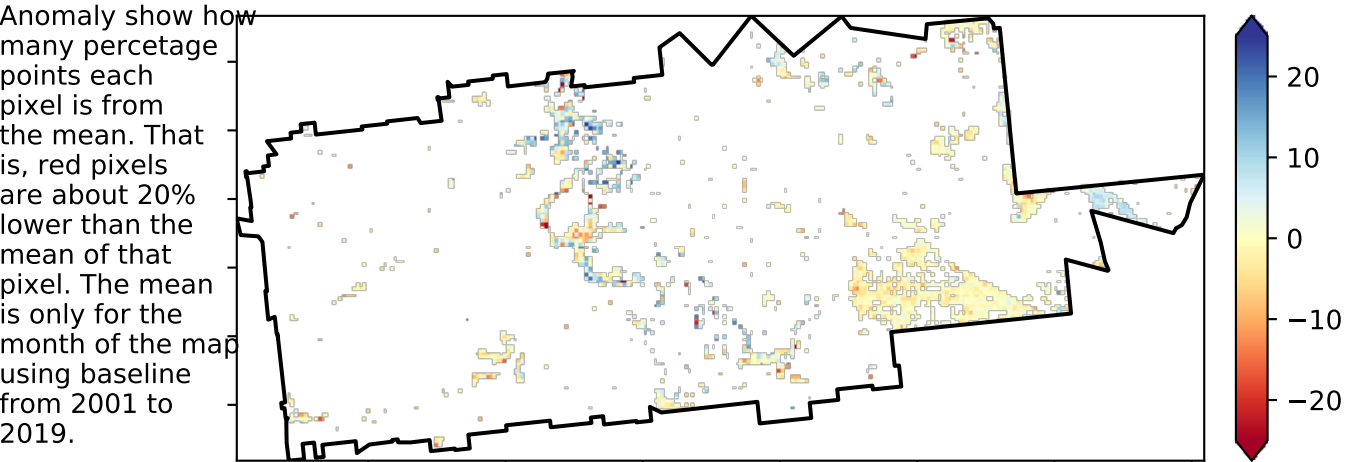 Anomaly show how
many percetage
points each
pixel is from
the mean. That
is, red pixels
are about 20%
lower than the
mean of that
pixel. The mean
is only for the
month of the map
using baseline
from 2001 to
2019.
20
10
0
−10
−20